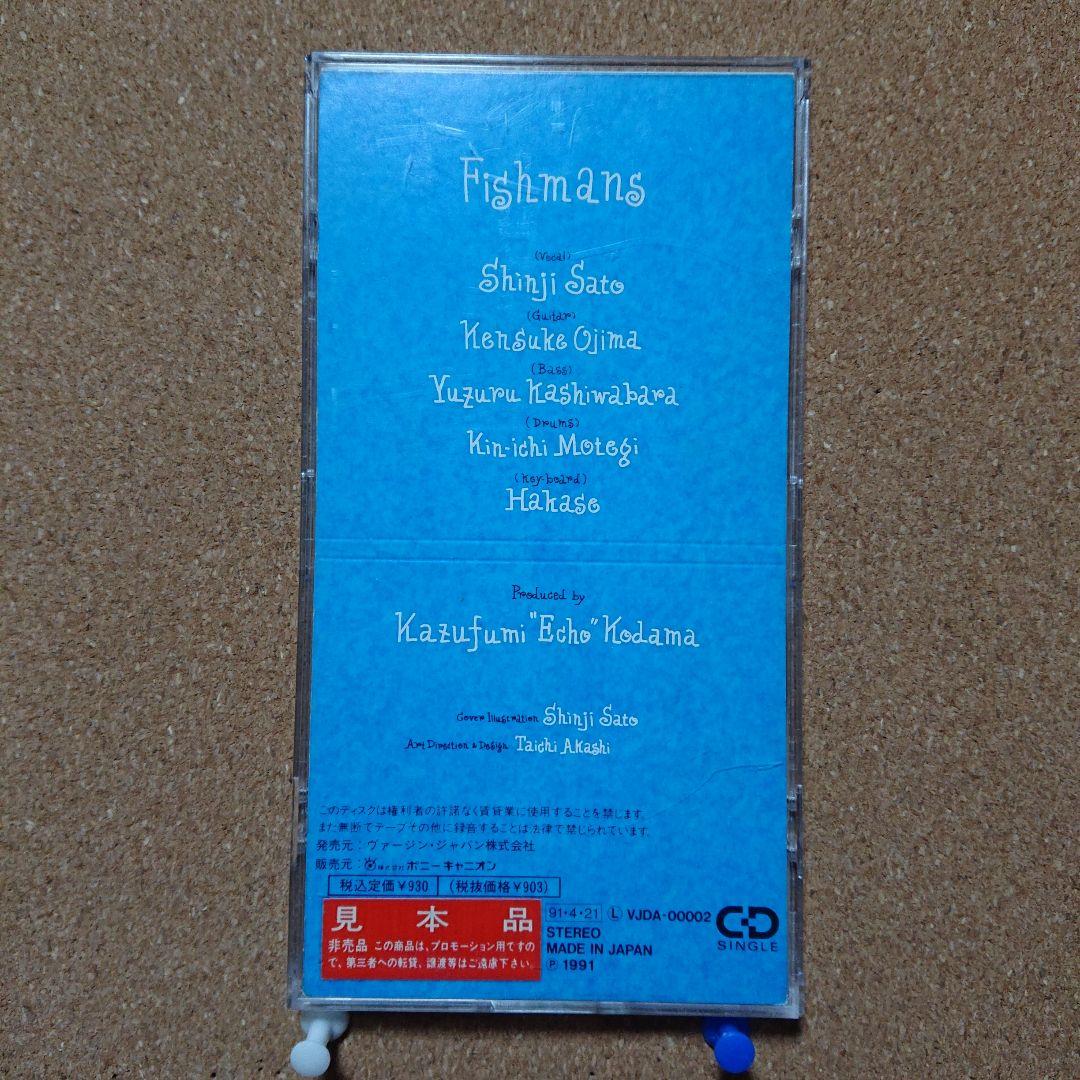 Fishmans
(Vocal)
Shinji Sato
(Guitar)
Kensuke Ojima
(Bass)
Yuzuru Kashiwabara
(Drums)
Kin-ichi Motegi
(Key-board)
Hakase
Produced by
Kazufumi "Echo" Kodama
Cover Illustration Shinji Sato
Art Direction & Design Taichi Akashi
このディスクは権利者の許諾なく賃貸業に使用することを禁じます。
また無断でテープその他に録音することは法律で禁じられています。
発売元:ヴァージン・ジャパン株式会社
販売元:株式会社 ポニーキャニオン
税込定価¥930 (税抜価格¥903)
見本品
非売品 この商品は、プロモーション用ですの
で、第三者への転貸、譲渡等はご遠慮下さい。
91・4・21 Ⓛ VJDA-00002
STEREO
MADE IN JAPAN
Ⓟ 1991
CD
SINGLE